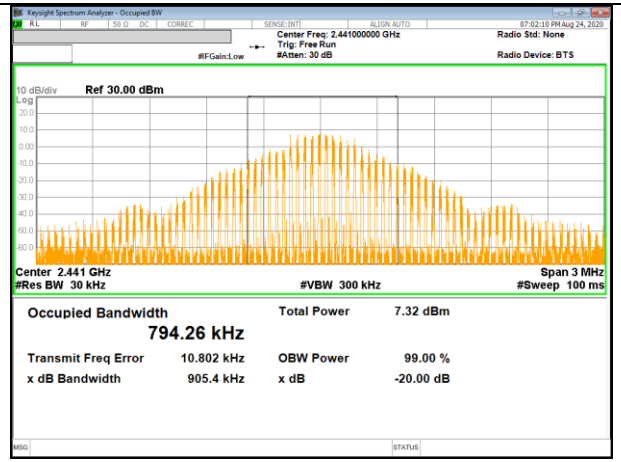 Keysight Spectrum Analyzer - Occupied BW
LXI RL RF 50 Ω DC CORREC SENSE:INT ALIGN AUTO 07:02:10 PM Aug 24, 2020
Center Freq: 2.441000000 GHz Radio Std: None
Trig: Free Run
#IFGain:Low #Atten: 30 dB Radio Device: BTS
10 dB/div Ref 30.00 dBm
Log
20.0
10.0
0.00
-10.0
-20.0
-30.0
-40.0
-50.0
-60.0
Center 2.441 GHz Span 3 MHz
#Res BW 30 kHz #VBW 300 kHz #Sweep 100 ms
Occupied Bandwidth Total Power 7.32 dBm
794.26 kHz
Transmit Freq Error 10.802 kHz OBW Power 99.00 %
x dB Bandwidth 905.4 kHz x dB -20.00 dB
MSG STATUS